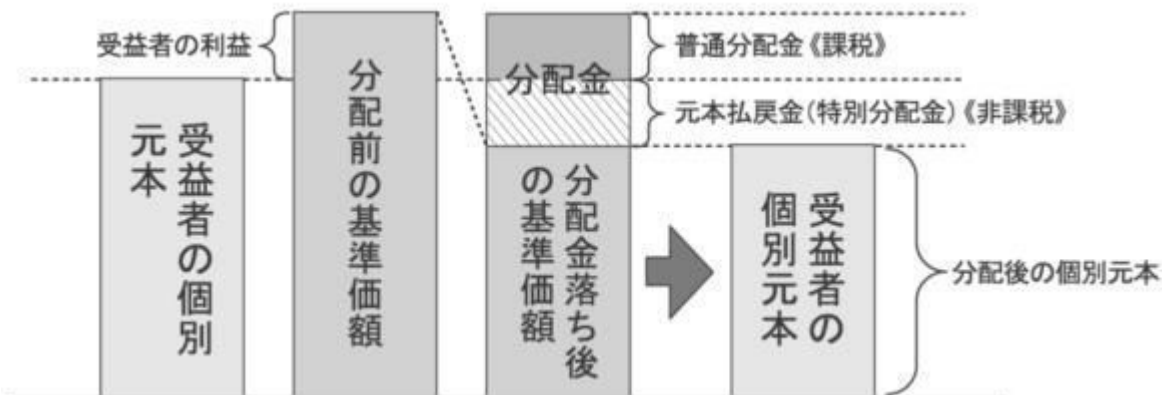 受益者の利益
受益者の個別
元本
分配前の基準価額
分配金
分配金落ち後
の基準価額
普通分配金《課税》
元本払戻金(特別分配金)《非課税》
受益者の
個別元本
分配後の個別元本